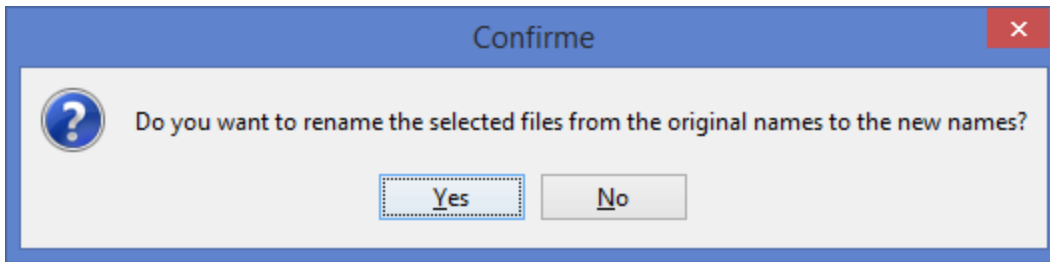 Confirme
Do you want to rename the selected files from the original names to the new names?
Yes
No